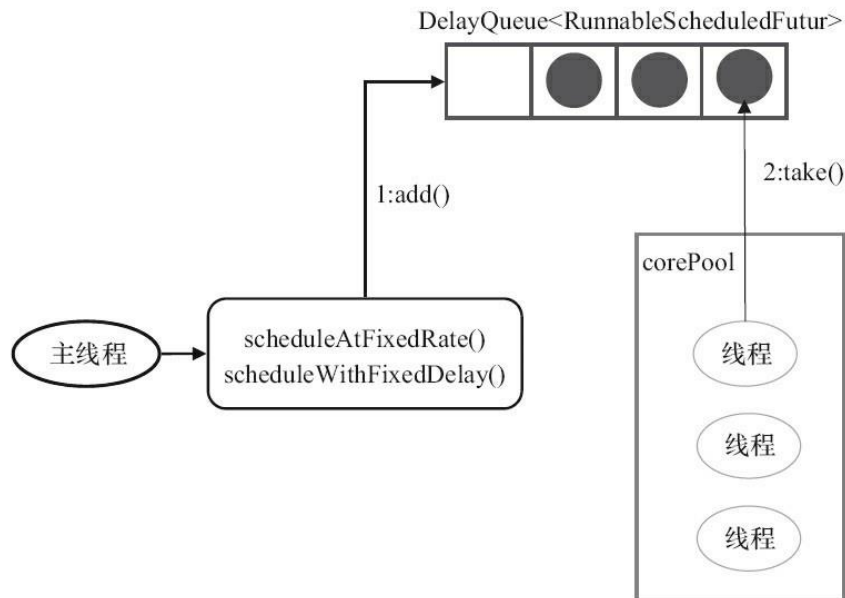 DelayQueue<RunnableScheduledFutur>
1:add()
2:take()
corePool
主线程
scheduleAtFixedRate()
scheduleWithFixedDelay()
线程
线程
线程